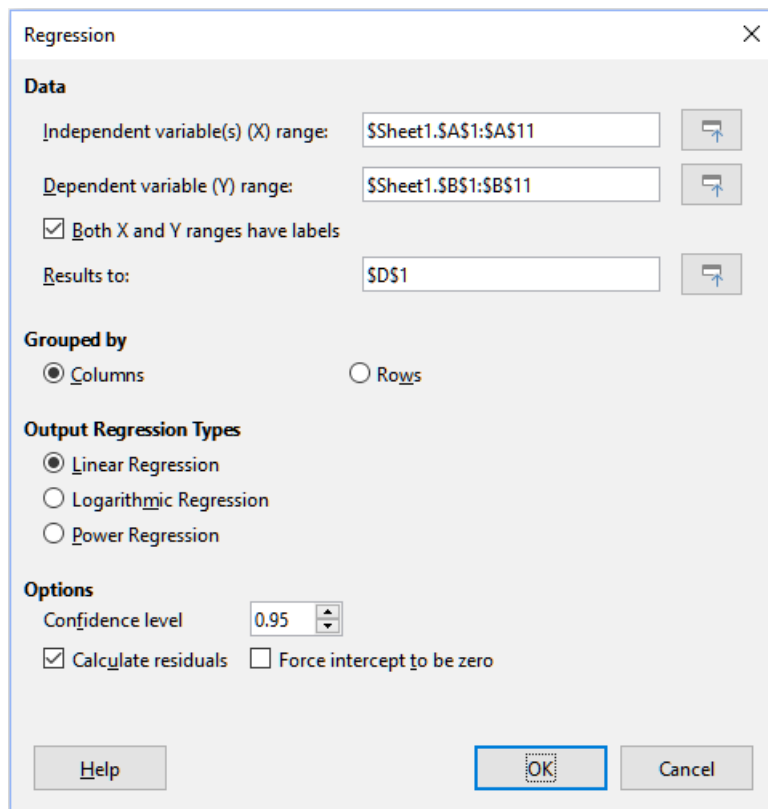 Regression
Data
Independent variable(s) (X) range: $Sheet1.$A$1:$A$11
Dependent variable (Y) range: $Sheet1.$B$1:$B$11
Both X and Y ranges have labels
Results to: $D$1
Grouped by
Columns Rows
Output Regression Types
Linear Regression
Logarithmic Regression
Power Regression
Options
Confidence level 0.95
Calculate residuals Force intercept to be zero
Help OK Cancel